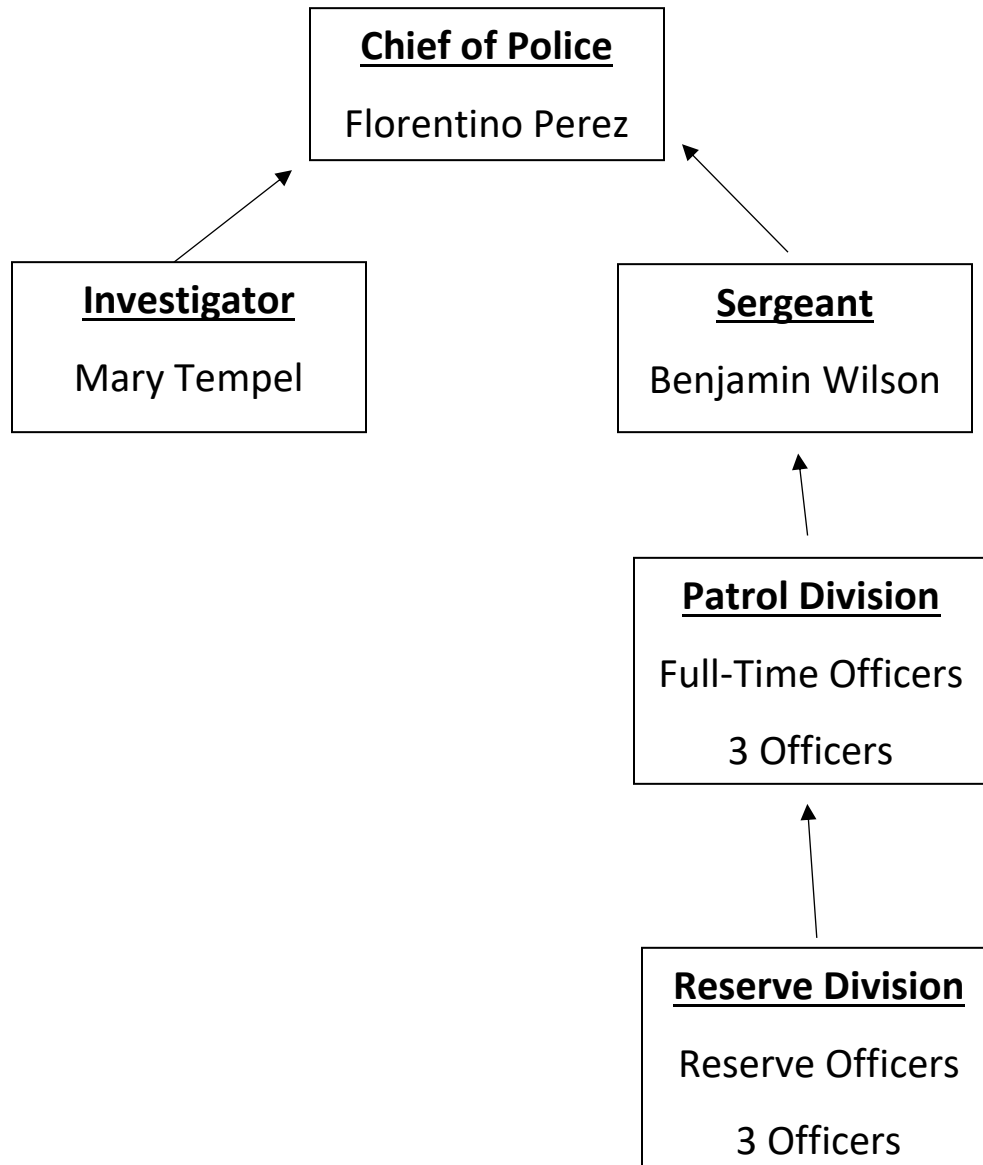 Chief of Police
Florentino Perez
Investigator
Mary Tempel
Sergeant
Benjamin Wilson
Patrol Division
Full-Time Officers
3 Officers
Reserve Division
Reserve Officers
3 Officers